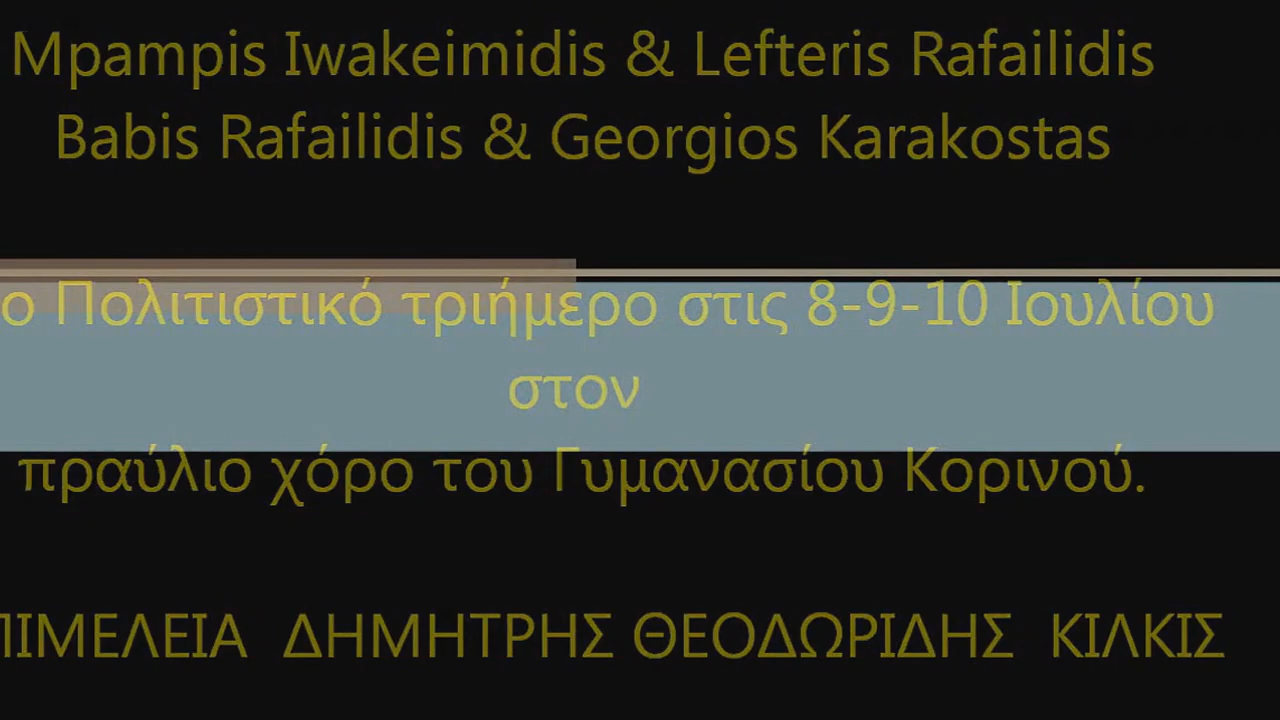 Mpampis Iwakeimidis & Lefteris Rafailidis
Babis Rafailidis & Georgios Karakostas
ο Πολιτιστικό τριήμερο στις 8-9-10 Ιουλίου
στον
πραύλιο χόρο του Γυμανασίου Κορινού.
ΠΙΜΕΛΕΙΑ ΔΗΜΗΤΡΗΣ ΘΕΟΔΩΡΙΔΗΣ ΚΙΛΚΙΣ